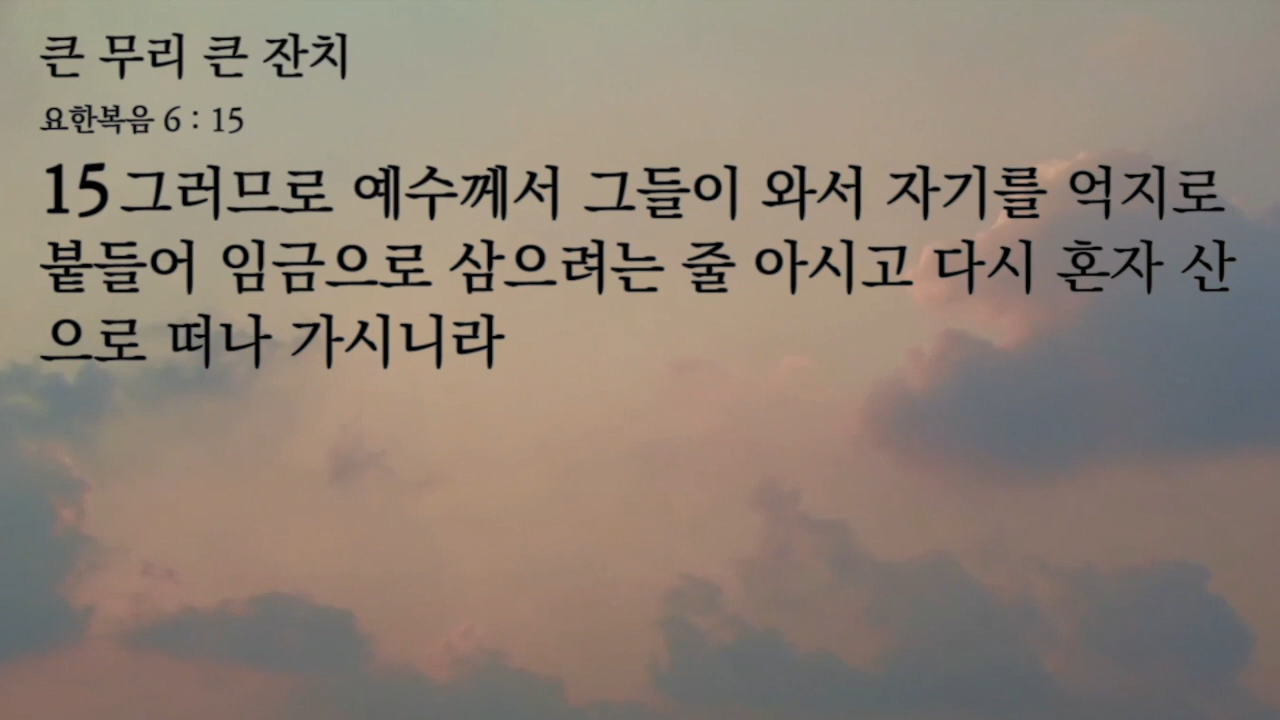 큰 무리 큰 잔치
요한복음 6 : 15
15 그러므로 예수께서 그들이 와서 자기를 억지로
붙들어 임금으로 삼으려는 줄 아시고 다시 혼자 산
으로 떠나 가시니라